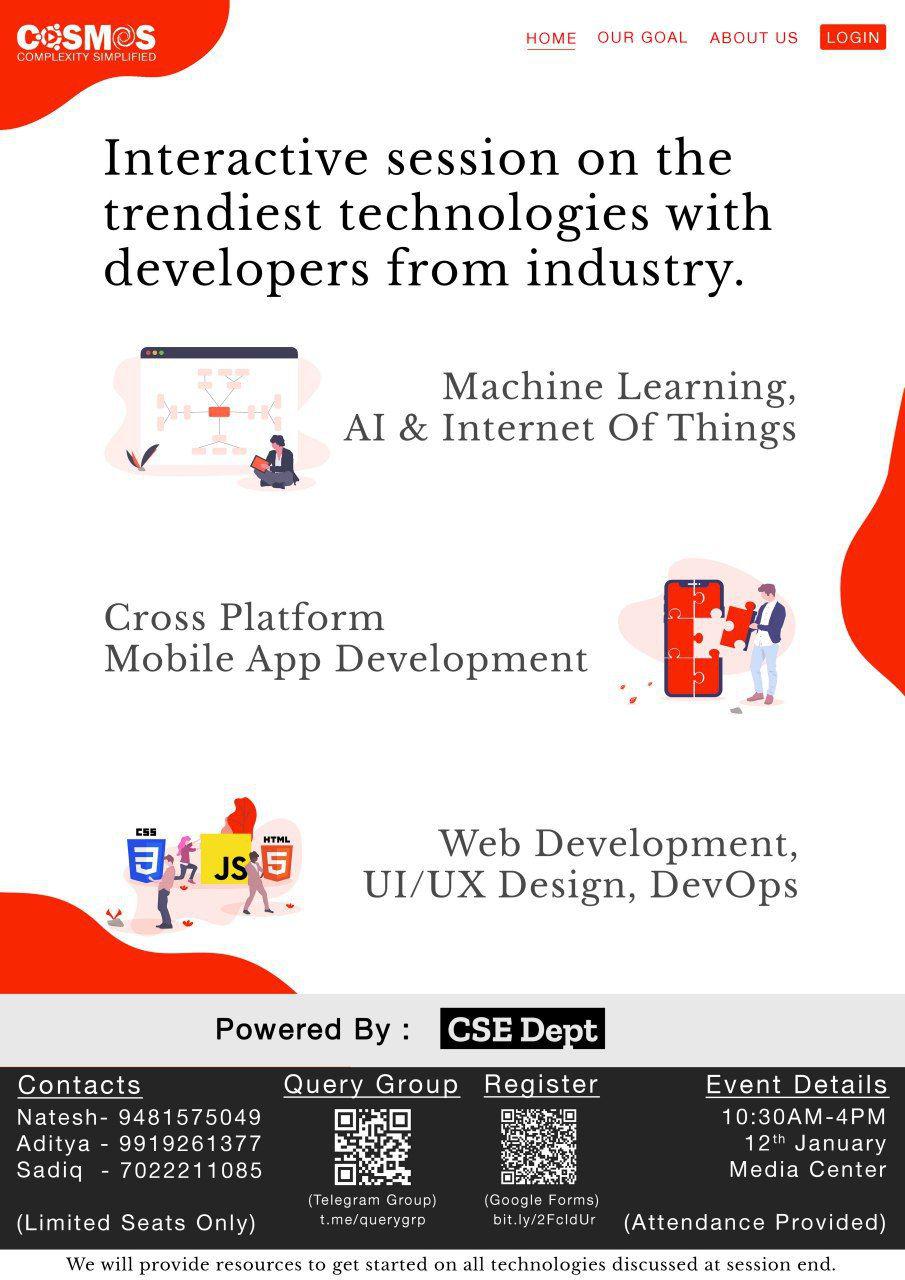 COSMOS
COMPLEXITY SIMPLIFIED
HOME OUR GOAL ABOUT US LOGIN
Interactive session on the
trendiest technologies with
developers from industry.
Machine Learning,
AI & Internet Of Things
Cross Platform
Mobile App Development
CSS
JS
HTML
Web Development,
UI/UX Design, DevOps
Powered By : CSE Dept
Contacts
Natesh- 9481575049
Aditya - 9919261377
Sadiq - 7022211085
(Limited Seats Only)
Query Group
(Telegram Group)
t.me/querygrp
Register
(Google Forms)
bit.ly/2FcIdUr
Event Details
10:30AM-4PM
12th January
Media Center
(Attendance Provided)
We will provide resources to get started on all technologies discussed at session end.